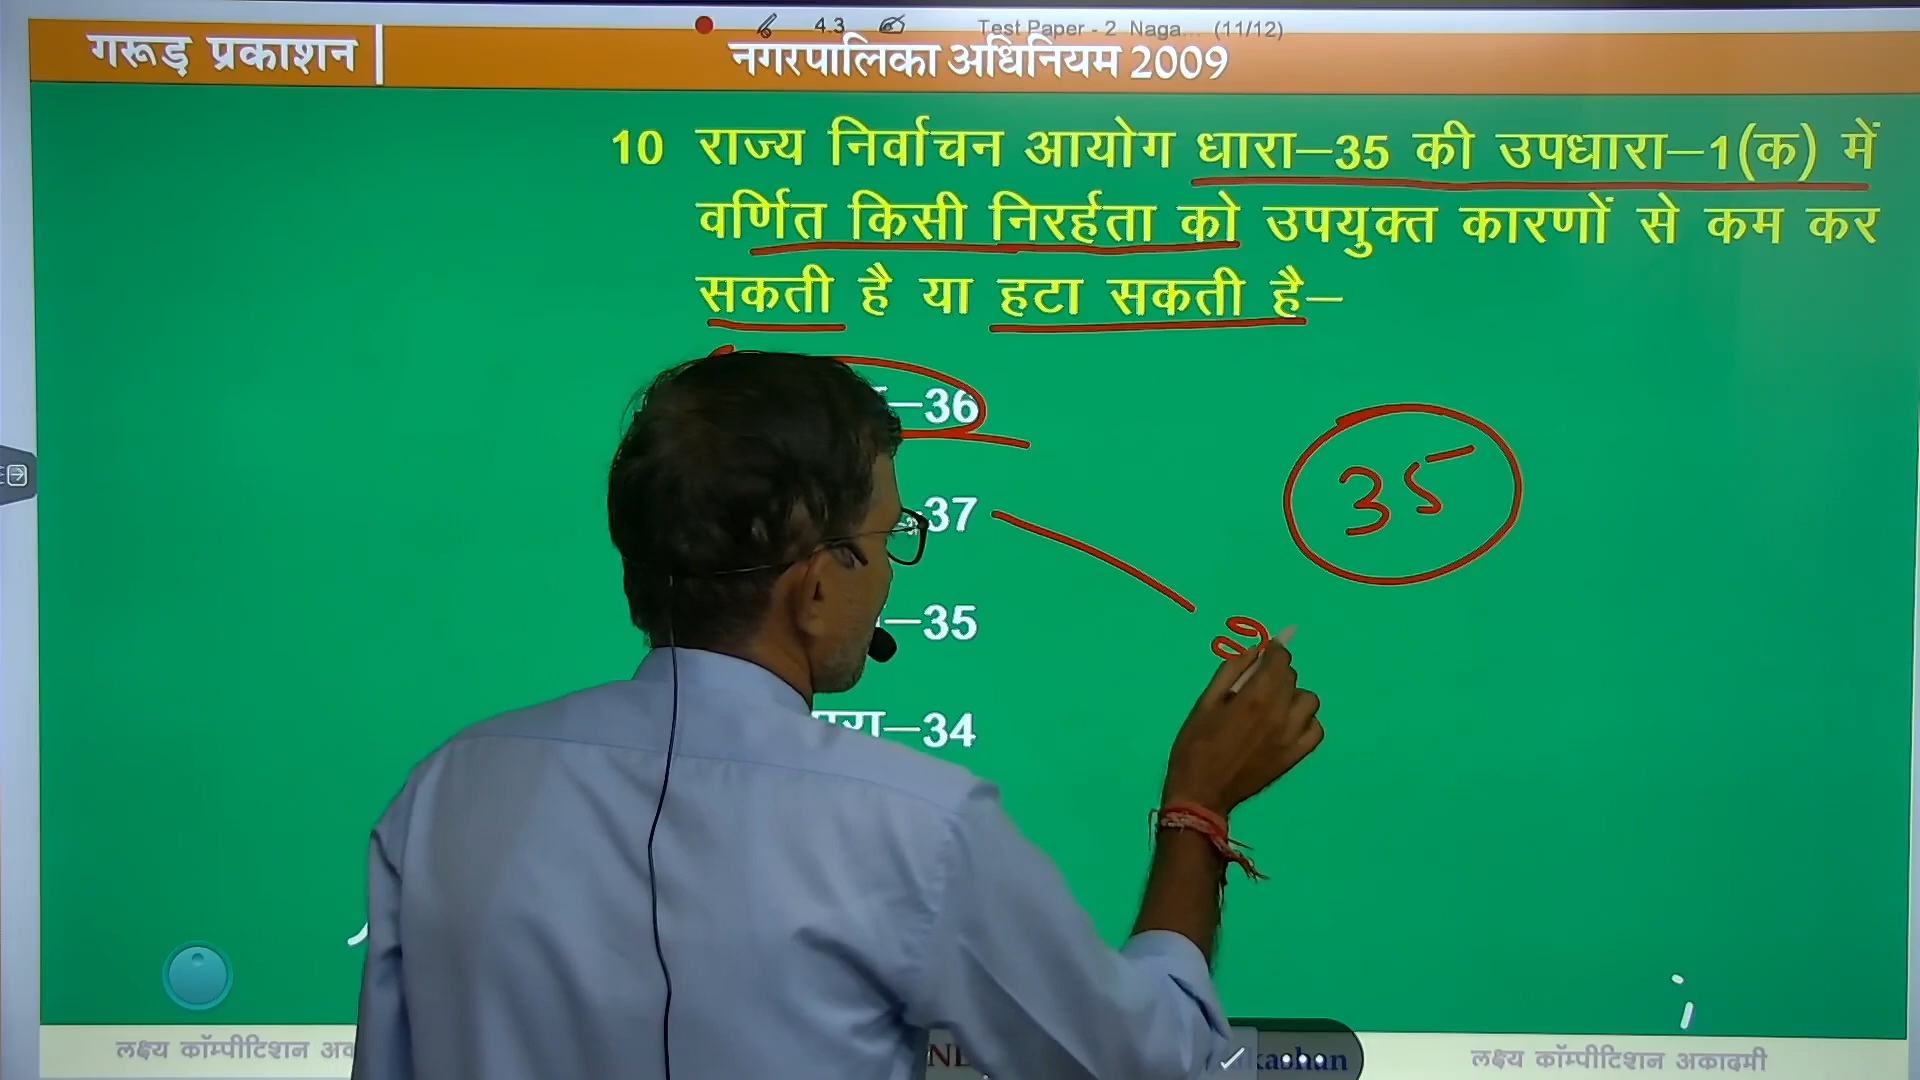 Test Paper - 2 Naga... (11/12)
4.3
गरूड़ प्रकाशन
नगरपालिका अधिनियम 2009
10 राज्य निर्वाचन आयोग धारा–35 की उपधारा–1(क) में
वर्णित किसी निरर्हता को उपयुक्त कारणों से कम कर
सकती है या हटा सकती है–
–36
35
37
–35
–34
लक्ष्य कॉम्पीटिशन
लक्ष्य कॉम्पीटिशन अकादमी